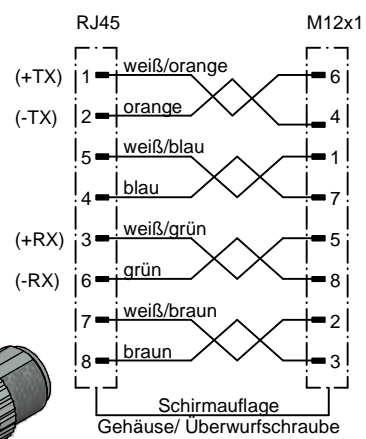 RJ45 M12x1
(+TX) 1 weiß/orange 6
(-TX) 2 orange 4
5 weiß/blau 1
4 blau 7
(+RX) 3 weiß/grün 5
(-RX) 6 grün 8
7 weiß/braun 2
8 braun 3
Schirmauflage
Gehäuse/ Überwurfschraube